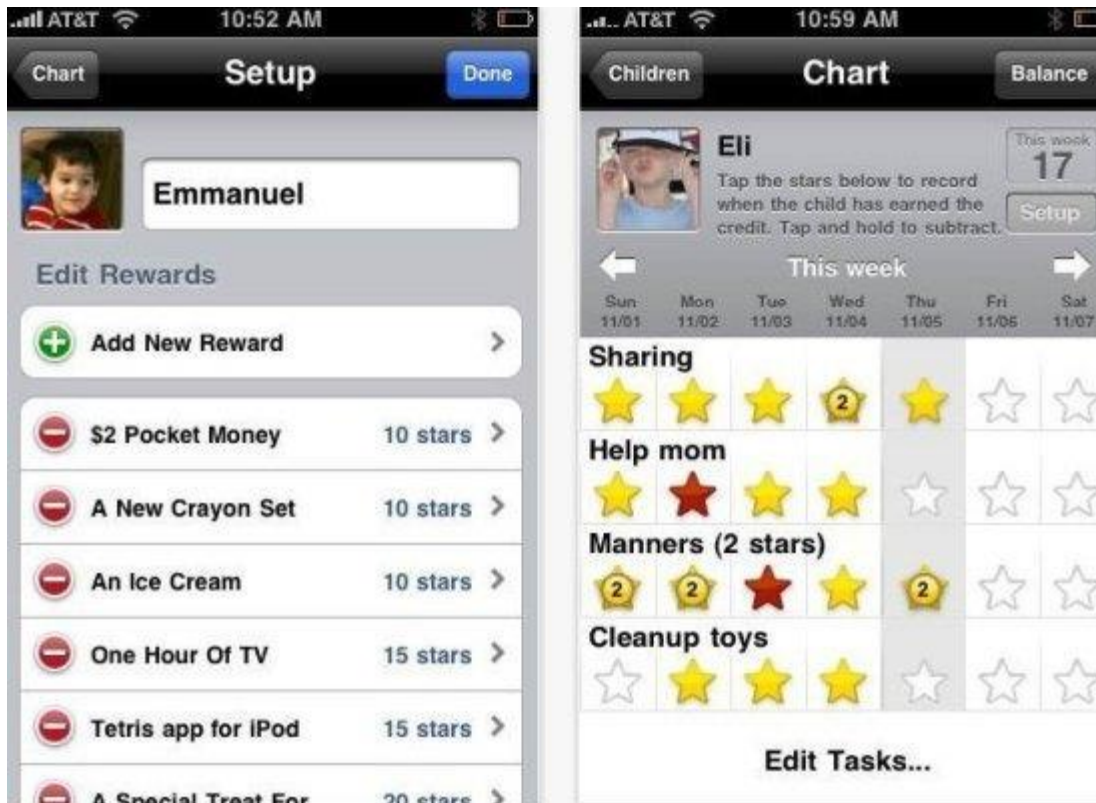 AT&T 10:52 AM
Chart Setup Done
Emmanuel
Edit Rewards
Add New Reward
$2 Pocket Money 10 stars
A New Crayon Set 10 stars
An Ice Cream 10 stars
One Hour Of TV 15 stars
Tetris app for iPod 15 stars
A Special Treat For 20 stars
AT&T 10:59 AM
Children Chart Balance
Eli
This week
17
Tap the stars below to record
when the child has earned the
credit. Tap and hold to subtract.
Setup
This week
Sun Mon Tue Wed Thu Fri Sat
11/01 11/02 11/03 11/04 11/05 11/06 11/07
Sharing
2
Help mom
Manners (2 stars)
2 2 2
Cleanup toys
Edit Tasks...